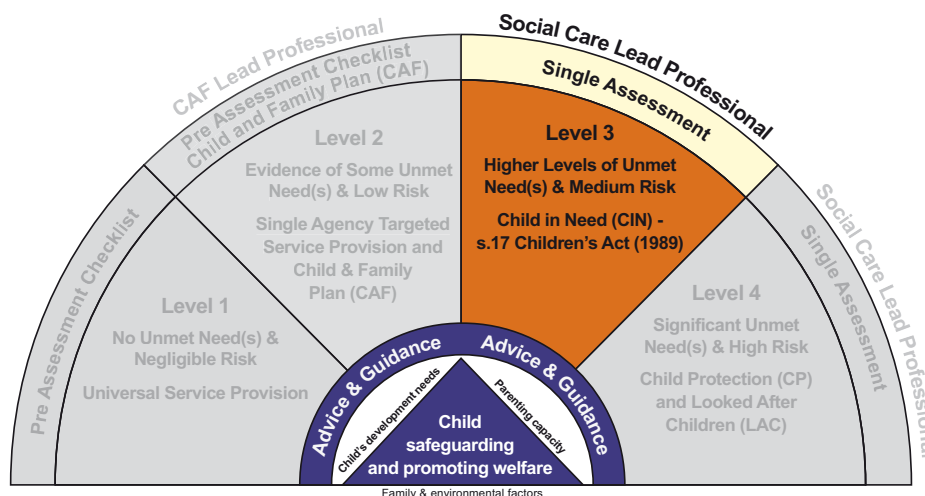 CAF Lead Professional
Pre Assessment Checklist
Child and Family Plan (CAF)
Social Care Lead Professional
Single Assessment
Level 2
Evidence of Some Unmet
Need(s) & Low Risk
Single Agency Targeted
Service Provision and
Child & Family
Plan (CAF)
Level 3
Higher Levels of Unmet
Need(s) & Medium Risk
Child in Need (CIN) -
s.17 Children's Act (1989)
Pre Assessment Checklist
Level 1
No Unmet Need(s) &
Negligible Risk
Universal Service Provision
Social Care Lead Professional
Single Assessment
Level 4
Significant Unmet
Need(s) & High Risk
Child Protection (CP)
and Looked After
Children (LAC)
Advice & Guidance
Advice & Guidance
Child's development needs
Parenting capacity
Child
safeguarding
and promoting welfare
Family & environmental factors